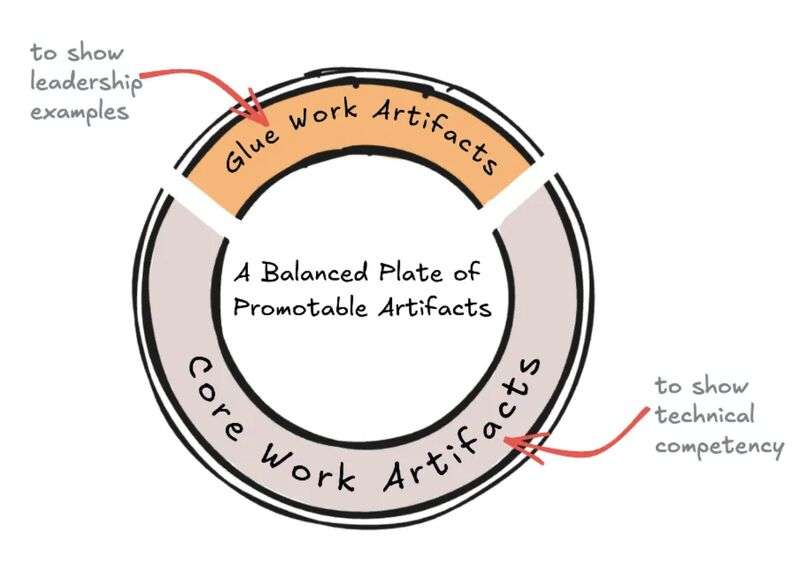 to show
leadership
examples
Glue Work Artifacts
A Balanced Plate of
Promotable Artifacts
Core Work Artifacts
to show
technical
competency